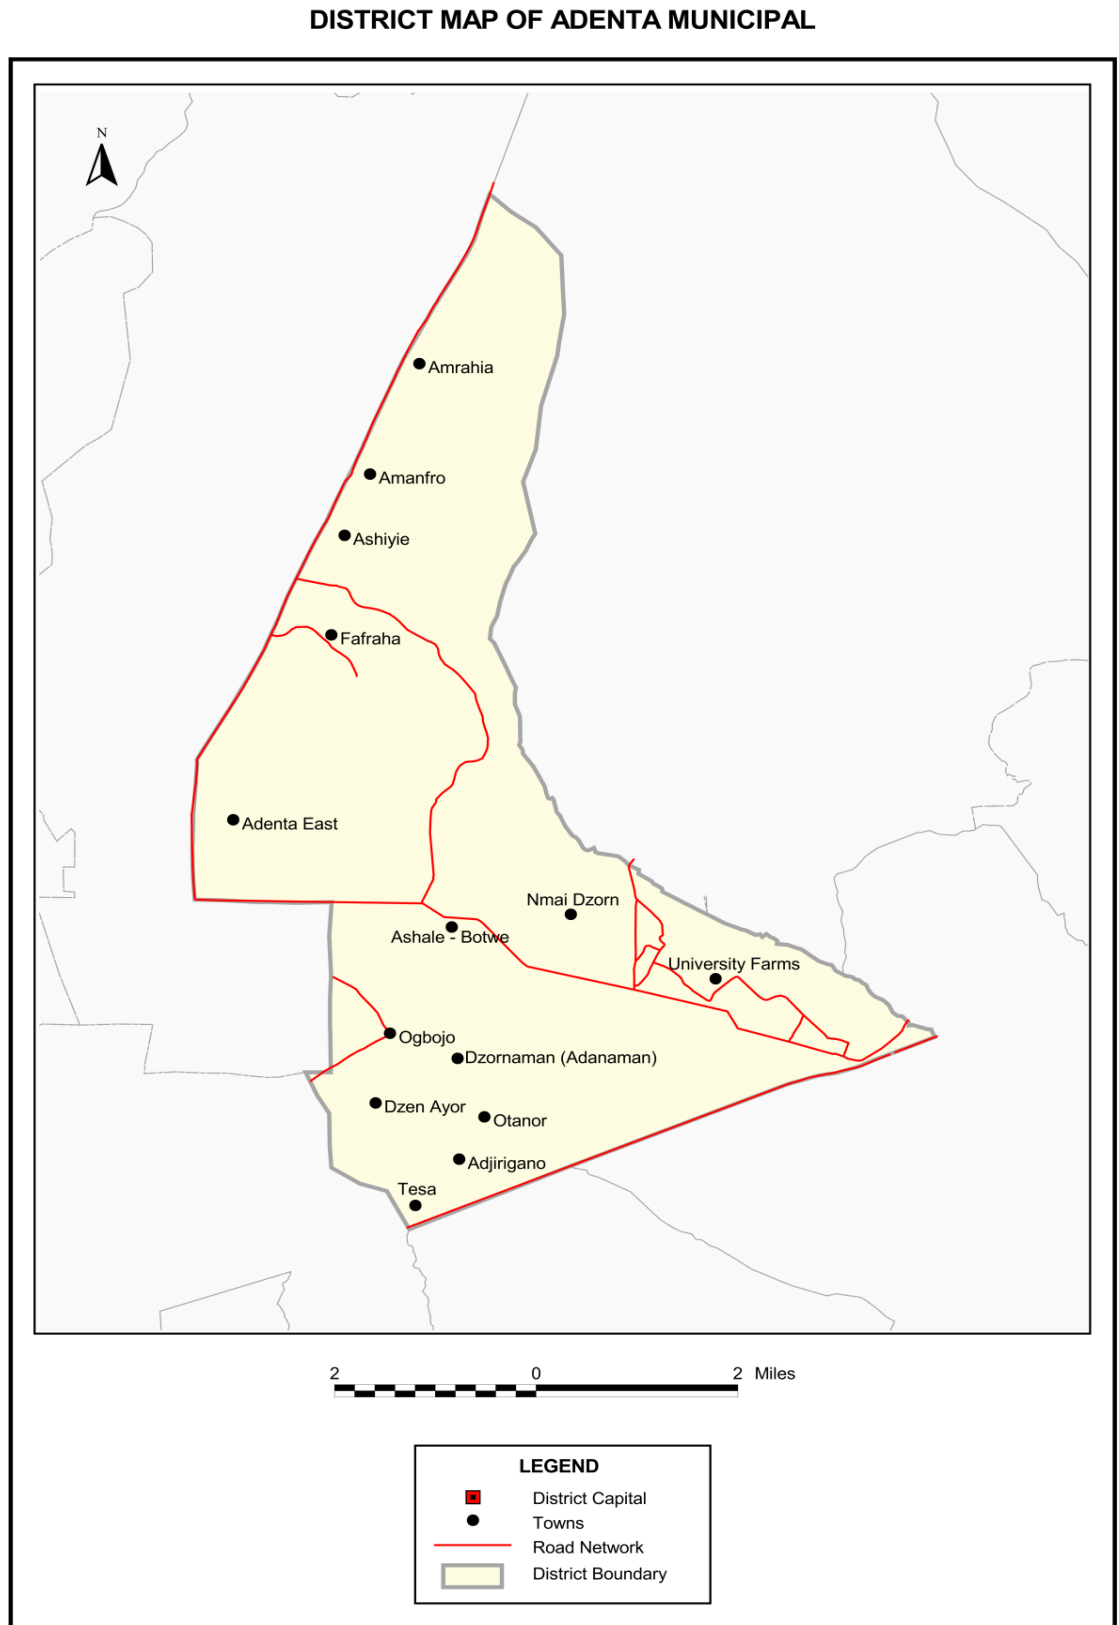 DISTRICT MAP OF ADENTA MUNICIPAL
N
Amrahia
Amanfro
Ashiyie
Fafraha
Adenta East
Nmai Dzorn
Ashale - Botwe
University Farms
Ogbojo
Dzornaman (Adanaman)
Dzen Ayor
Otanor
Adjirigano
Tesa
2 0 2 Miles
LEGEND
District Capital
Towns
Road Network
District Boundary